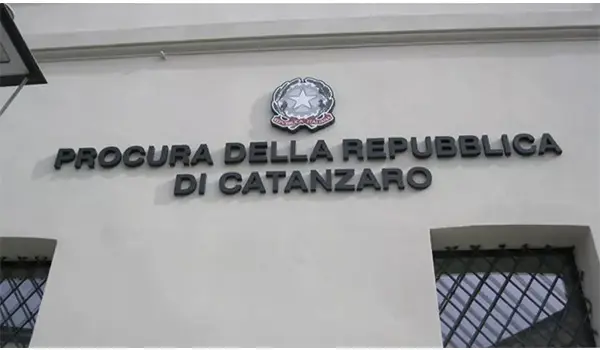 PROCURA DELLA REPUBBLICA
DI CATANZARO